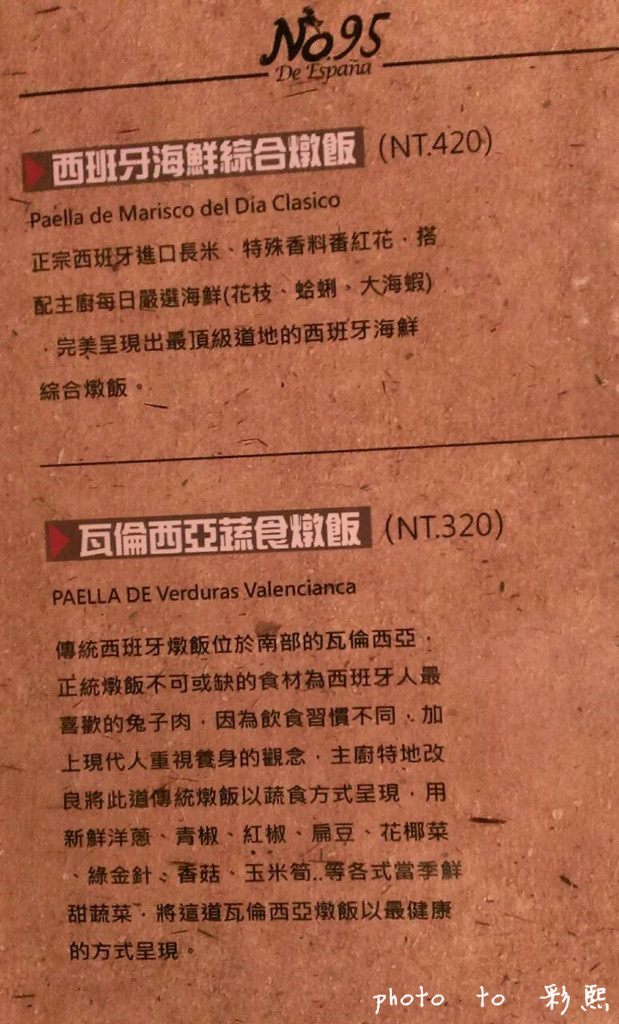 No.95
De España
西班牙海鮮綜合燉飯 (NT.420)
Paella de Marisco del Dia Clasico
正宗西班牙進口長米、特殊香料番紅花，搭
配主廚每日嚴選海鮮(花枝、蛤蜊、大海蝦)
，完美呈現出最頂級道地的西班牙海鮮
綜合燉飯。
瓦倫西亞蔬食燉飯 (NT.320)
PAELLA DE Verduras Valencianca
傳統西班牙燉飯位於南部的瓦倫西亞，
正統燉飯不可或缺的食材為西班牙人最
喜歡的兔子肉，因為飲食習慣不同、加
上現代人重視養身的觀念，主廚特地改
良將此道傳統燉飯以蔬食方式呈現，用
新鮮洋蔥、青椒、紅椒、扁豆、花椰菜
、綠金針、香菇、玉米筍..等各式當季鮮
甜蔬菜，將這道瓦倫西亞燉飯以最健康
的方式呈現。
photo to 彩熙